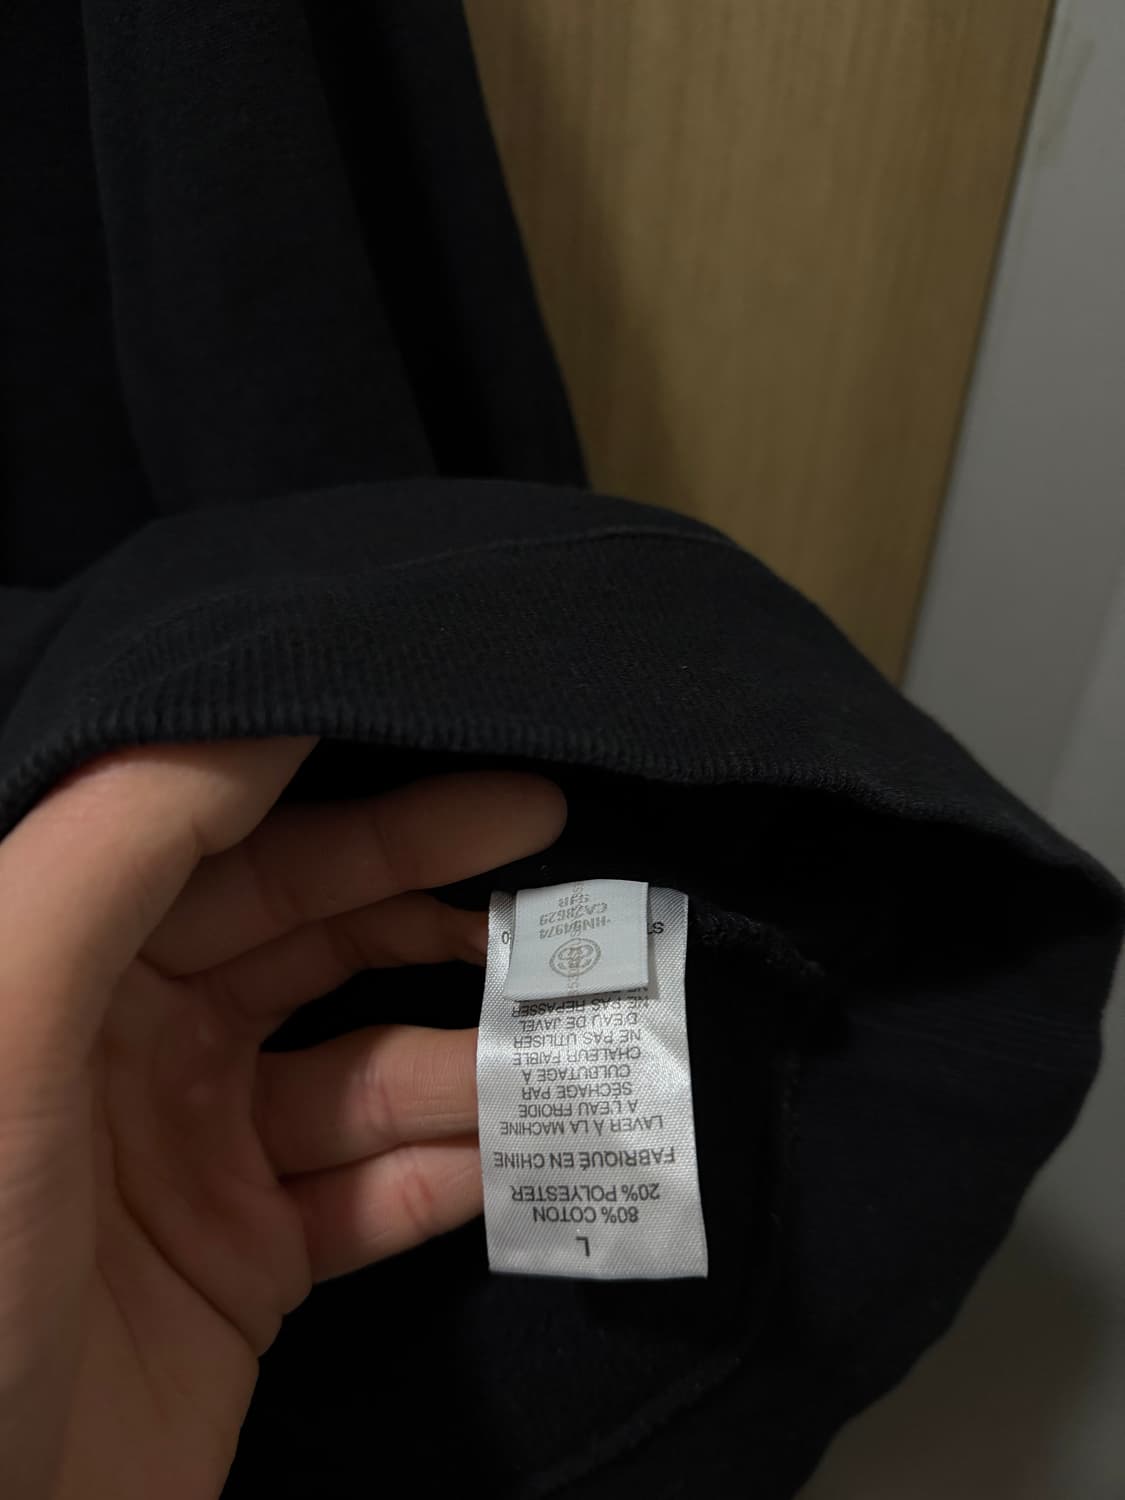 L
80% COTON
20% POLYESTER
FABRIQUÉ EN CHINE
LAVER À LA MACHINE
A L'EAU FROIDE
SÉCHAGE PAR
CULBUTAGE À
CHALEUR FAIBLE
NE PAS UTILISER
D'EAU DE JAVEL
NE PAS REPASSER
CA78629